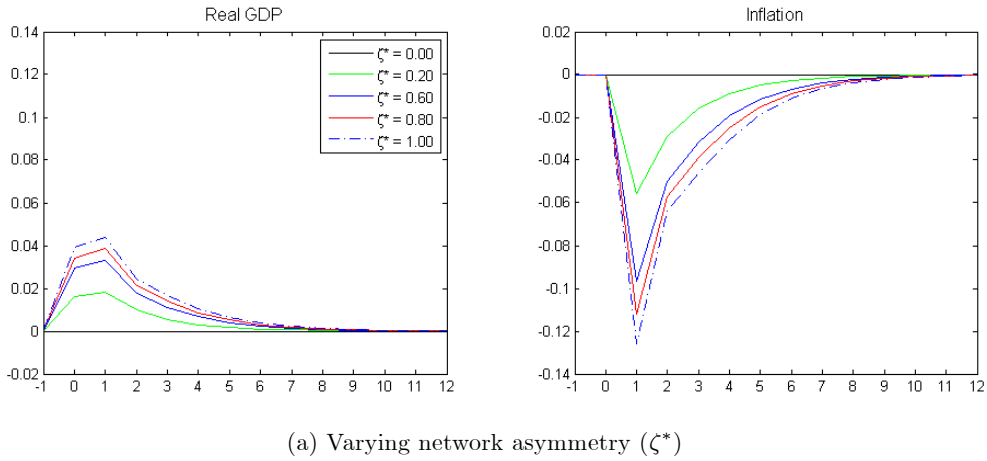 Real GDP
0.14
0.12
0.1
0.08
0.06
0.04
0.02
0
-0.02
-1 0 1 2 3 4 5 6 7 8 9 10 11 12
ζ* = 0.00
ζ* = 0.20
ζ* = 0.60
ζ* = 0.80
ζ* = 1.00
Inflation
0.02
0
-0.02
-0.04
-0.06
-0.08
-0.1
-0.12
-0.14
-1 0 1 2 3 4 5 6 7 8 9 10 11 12
(a) Varying network asymmetry (ζ*)